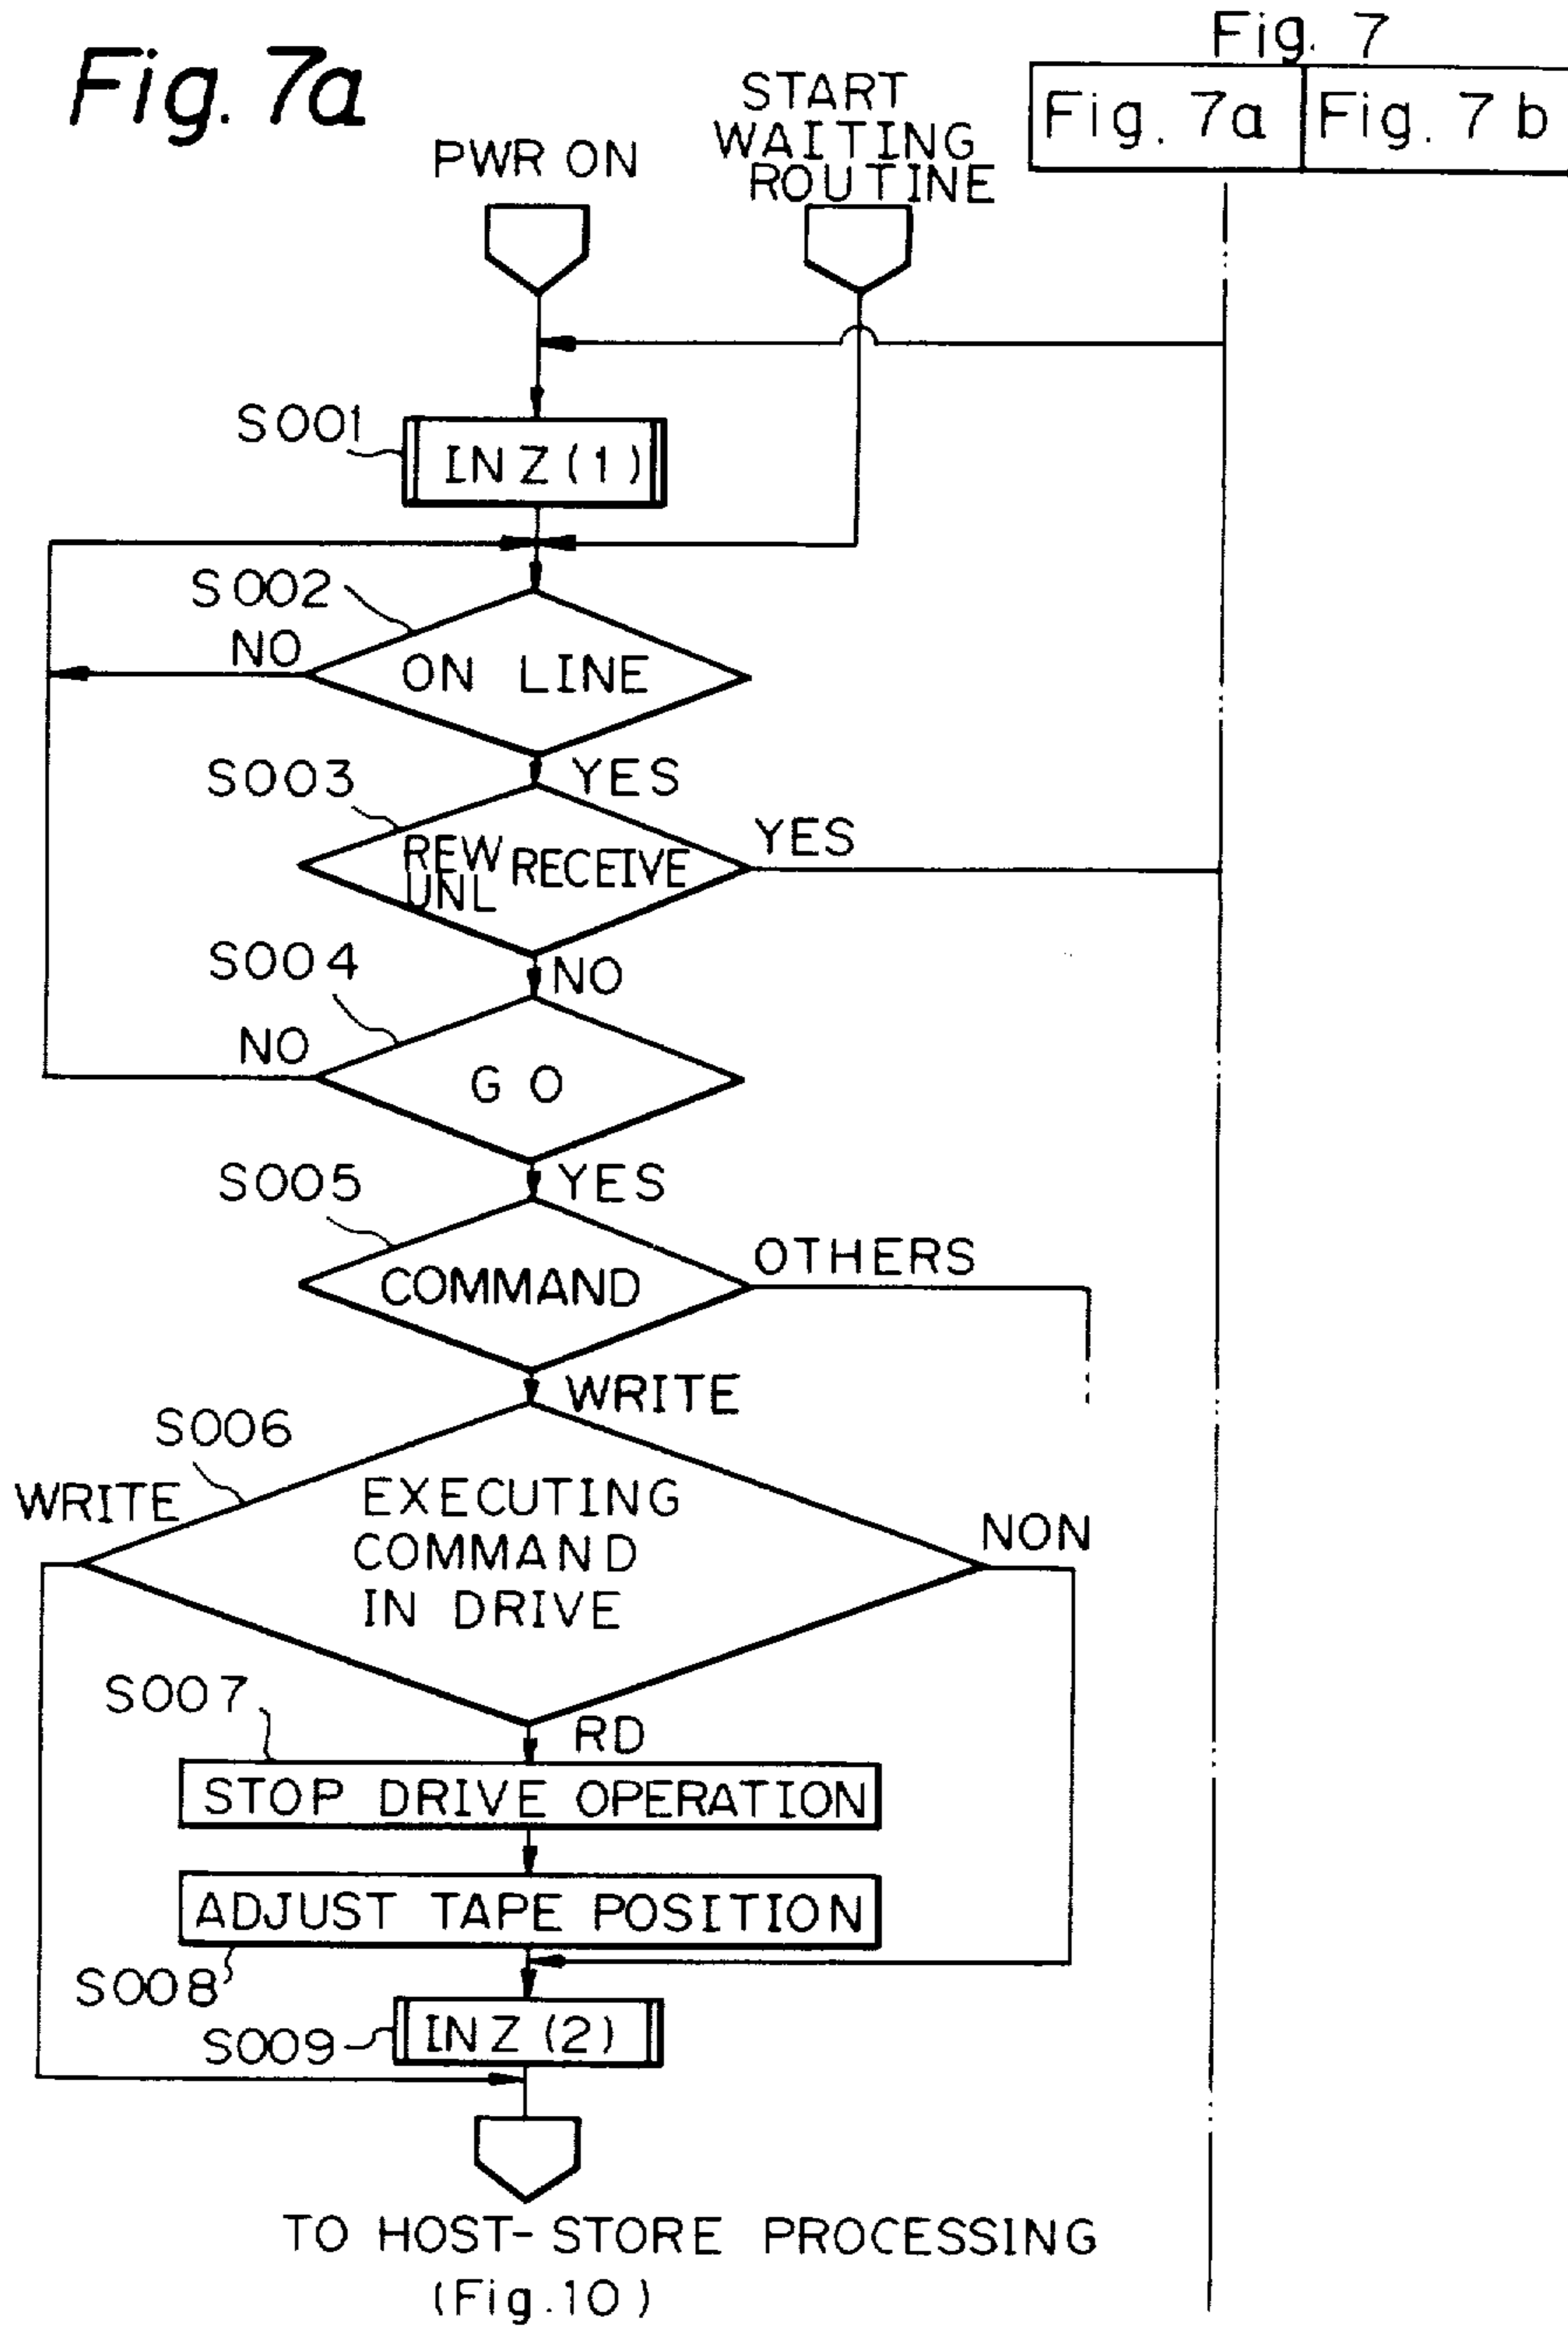 Fig. 7a
Fig. 7
Fig. 7a
Fig. 7b
PWR ON
START
WAITING
ROUTINE
S001
INZ(1)
S002
NO
ON LINE
YES
S003
REW
UNL
RECEIVE
YES
S004
NO
NO
GO
YES
S005
COMMAND
OTHERS
WRITE
S006
WRITE
EXECUTING
COMMAND
IN DRIVE
NON
S007
RD
STOP DRIVE OPERATION
ADJUST TAPE POSITION
S008
S009
INZ(2)
TO HOST-STORE PROCESSING
(Fig.10)